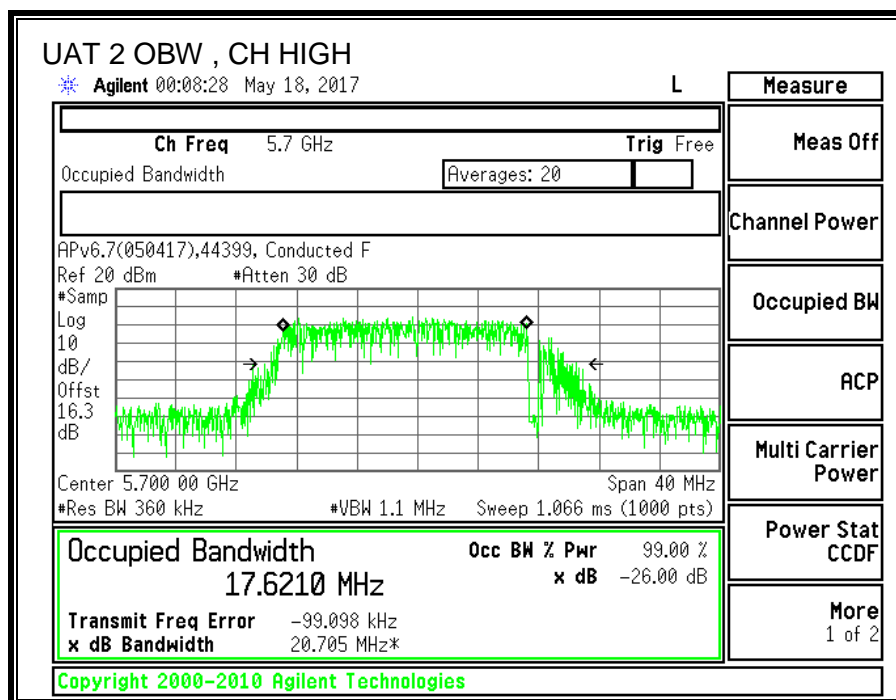 UAT 2 OBW , CH HIGH
Agilent 00:08:28 May 18, 2017 L
Measure
Ch Freq 5.7 GHz Trig Free
Meas Off
Occupied Bandwidth Averages: 20
Channel Power
APv6.7(050417),44399, Conducted F
Ref 20 dBm #Atten 30 dB
#Samp
Log
10
dB/
Offst
16.3
dB
Occupied BW
ACP
Multi Carrier
Power
Center 5.700 00 GHz Span 40 MHz
#Res BW 360 kHz #VBW 1.1 MHz Sweep 1.066 ms (1000 pts)
Power Stat
CCDF
Occupied Bandwidth Occ BW % Pwr 99.00 %
17.6210 MHz x dB -26.00 dB
Transmit Freq Error -99.098 kHz
x dB Bandwidth 20.705 MHz*
More
1 of 2
Copyright 2000-2010 Agilent Technologies